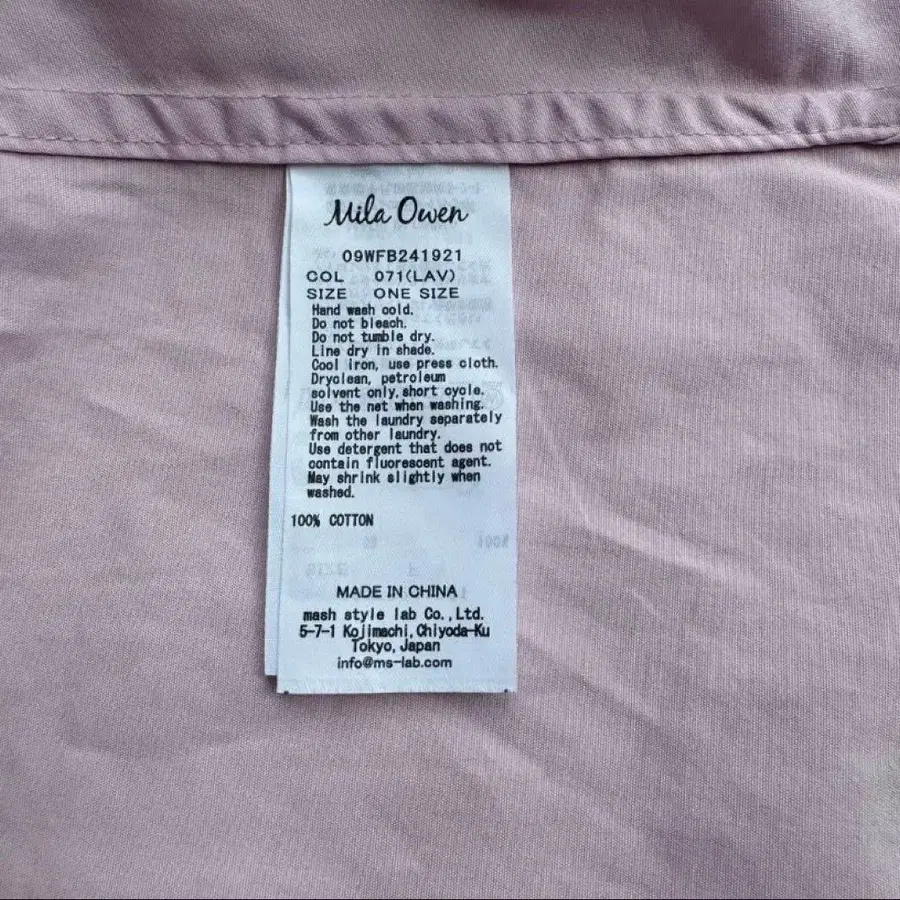 Mila Owen
09WFB241921
COL 071(LAV)
SIZE ONE SIZE
Hand wash cold.
Do not bleach.
Do not tumble dry.
Line dry in shade.
Cool iron, use press cloth.
Dryclean, petroleum
solvent only, short cycle.
Use the net when washing.
Wash the laundry separately
from other laundry.
Use detergent that does not
contain fluorescent agent.
May shrink slightly when
washed.
100% COTTON
MADE IN CHINA
mash style lab Co.,Ltd.
5-7-1 Kojimachi,Chiyoda-Ku
Tokyo,Japan
info@ms-lab.com